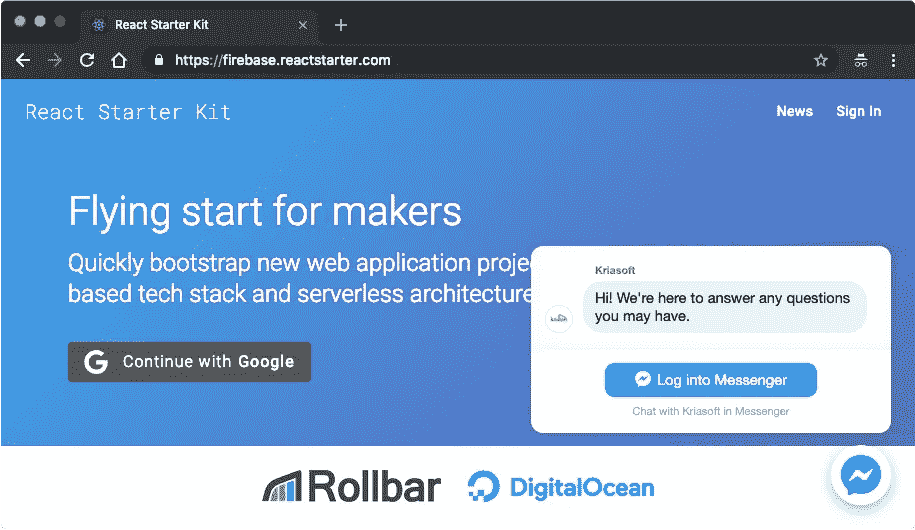 React Starter Kit
https://firebase.reactstarter.com
React Starter Kit
News
Sign In
Flying start for makers
Quickly bootstrap new web application proje
based tech stack and serverless architecture
Continue with Google
Kriasoft
Hi! We're here to answer any questions
you may have.
Log into Messenger
Chat with Kriasoft in Messenger
Rollbar
DigitalOcean